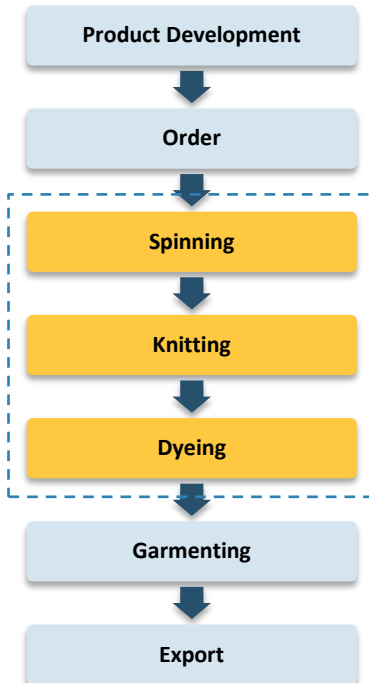 Product Development
Order
Spinning
Knitting
Dyeing
Garmenting
Export